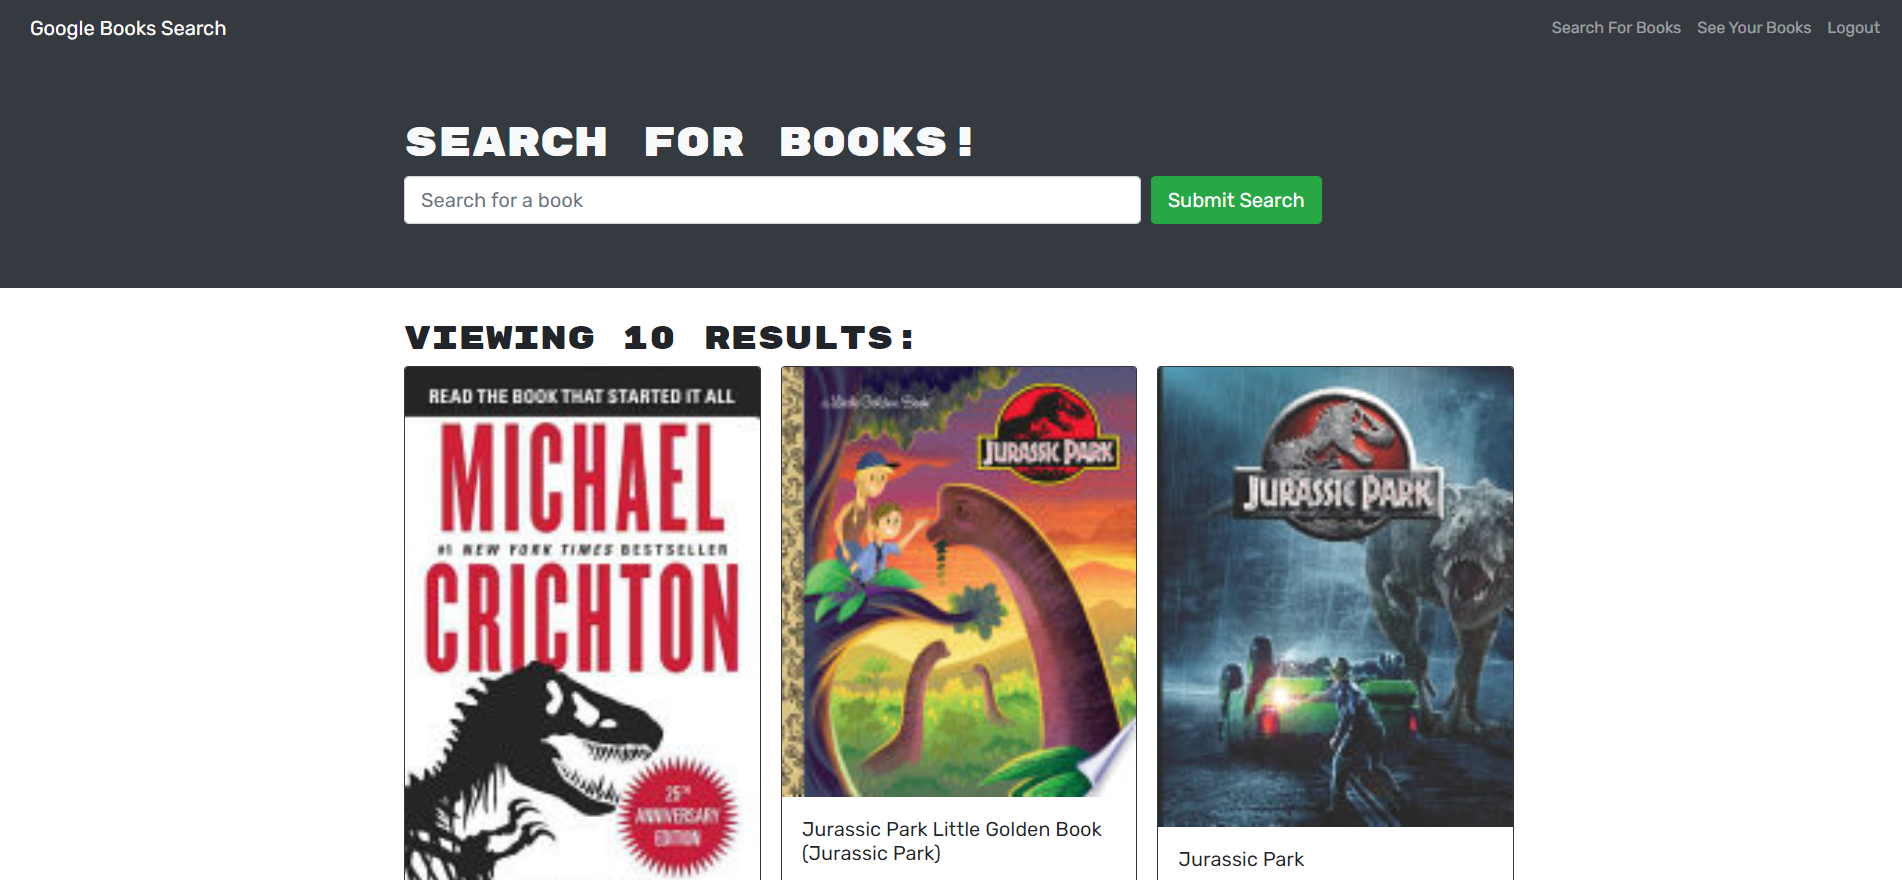 Google Books Search
Search For Books See Your Books Logout
SEARCH FOR BOOKS!
Search for a book
Submit Search
VIEWING 10 RESULTS:
READ THE BOOK THAT STARTED IT ALL
MICHAEL
#1 NEW YORK TIMES BESTSELLER
CRICHTON
25TH
ANNIVERSARY
EDITION
a Little Golden Book
JURASSIC PARK
Jurassic Park Little Golden Book
(Jurassic Park)
JURASSIC PARK
Jurassic Park